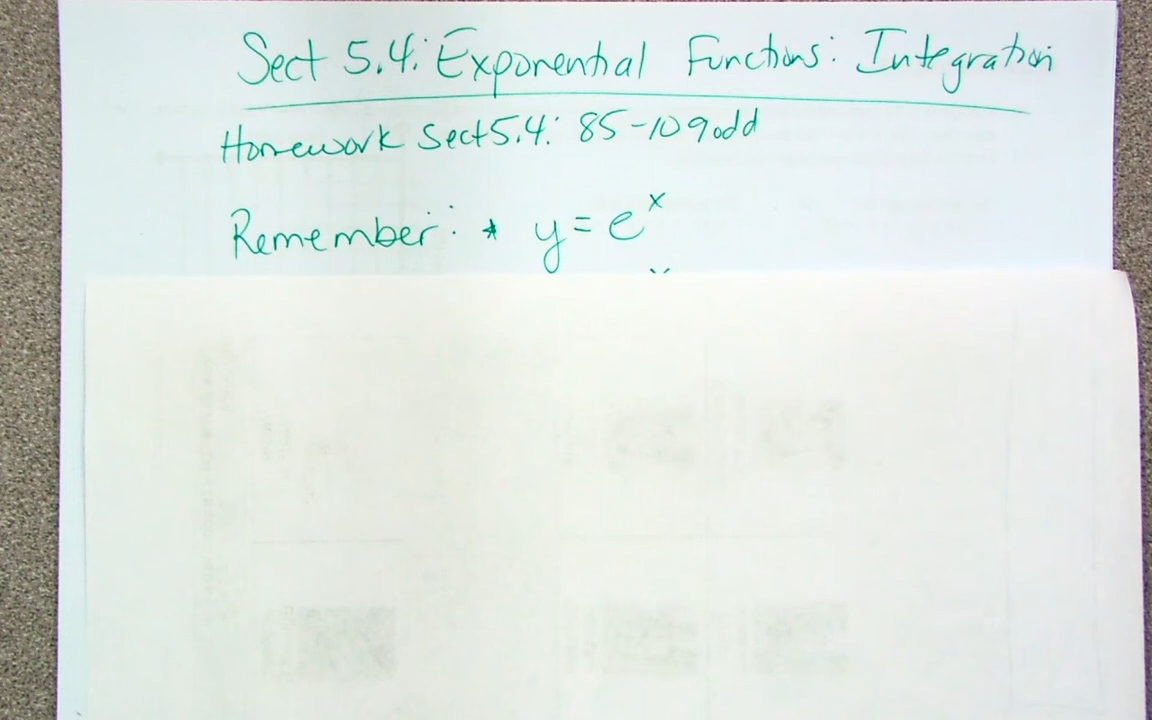 Sect 5.4: Exponential Functions: Integration
Homework Sect 5.4: 85-109 odd
Remember: * y = e^x